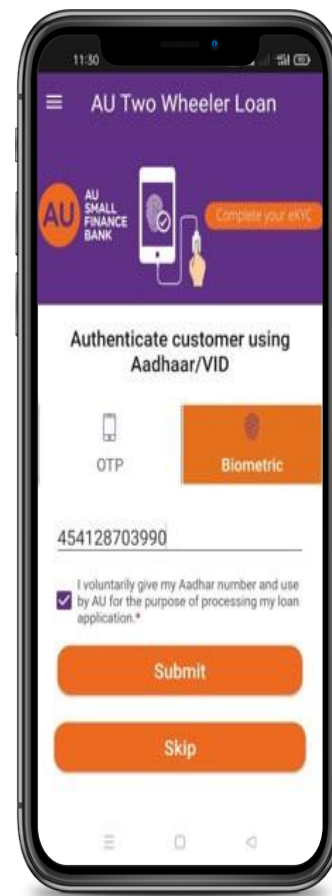 11:30
AU Two Wheeler Loan
AU
AU
SMALL
FINANCE
BANK
Complete your eKYC
Authenticate customer using
Aadhaar/VID
OTP
Biometric
454128703990
I voluntarily give my Aadhar number and use
by AU for the purpose of processing my loan
application.*
Submit
Skip